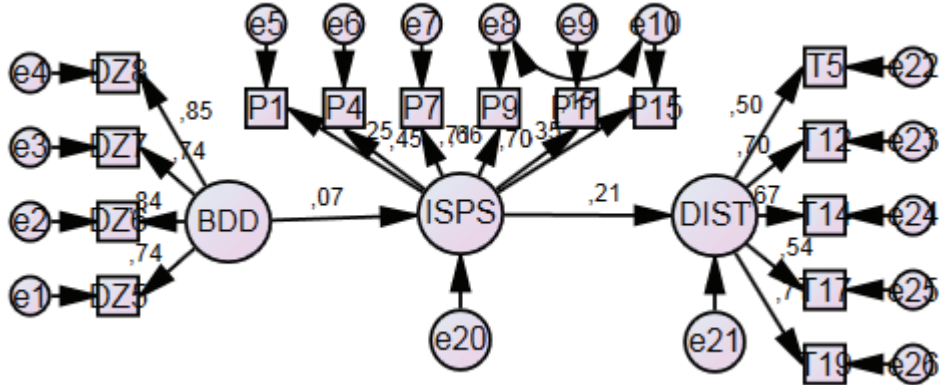 e5 e6 e7 e8 e9 e10
e4 DZ8 T5 e22
P1 P4 P7 P9 P15
,85 ,50
e3 DZ7 ,74 ,25 ,45 ,70 ,35 ,70 T12 e23
e2 DZ6 ,84 BDD ,07 ISPS ,21 DIST ,67 T14 e24
,74 ,54
e1 DZ5 T17 e25
e20 e21
T19 e26